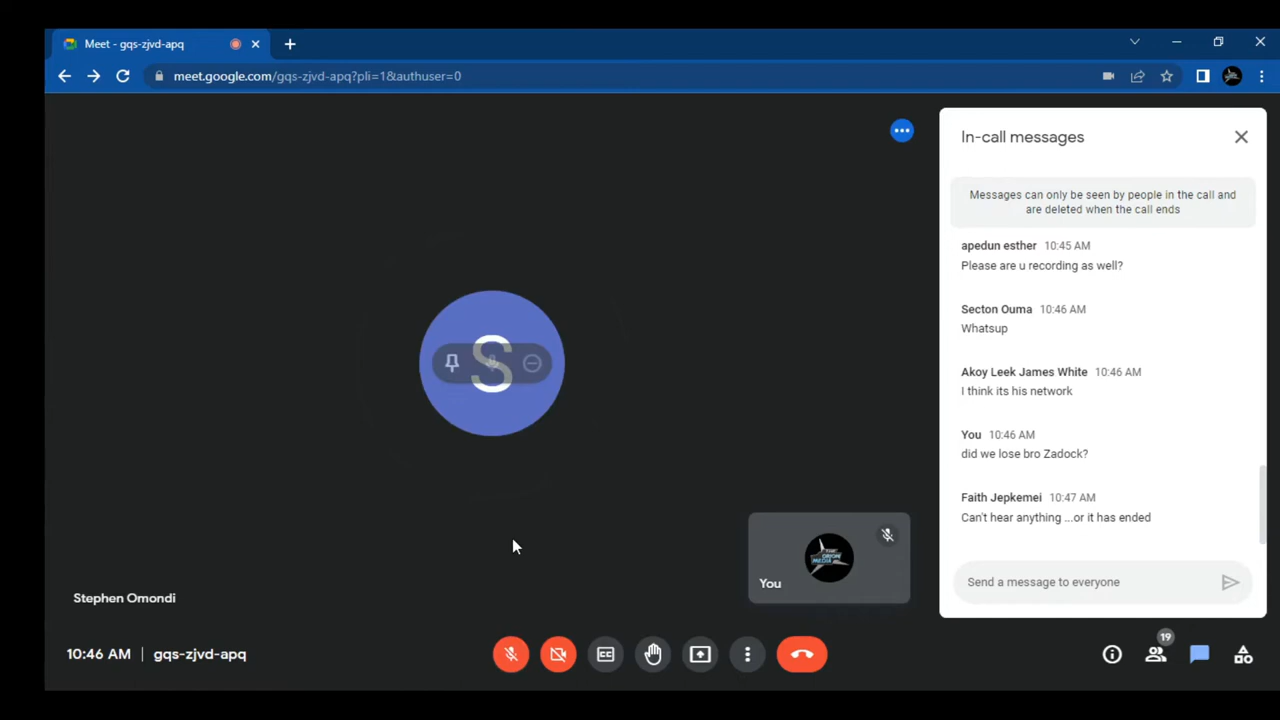 Meet - gqs-zjvd-apq
meet.google.com/gqs-zjvd-apq?pli=1&authuser=0
In-call messages
Messages can only be seen by people in the call and
are deleted when the call ends
apedun esther 10:45 AM
Please are u recording as well?
Secton Ouma 10:46 AM
Whatsup
Akoy Leek James White 10:46 AM
I think its his network
You 10:46 AM
did we lose bro Zadock?
Faith Jepkemei 10:47 AM
Can't hear anything ...or it has ended
Send a message to everyone
S
THE
ORION
MEDIA
You
Stephen Omondi
10:46 AM | gqs-zjvd-apq
CC
19